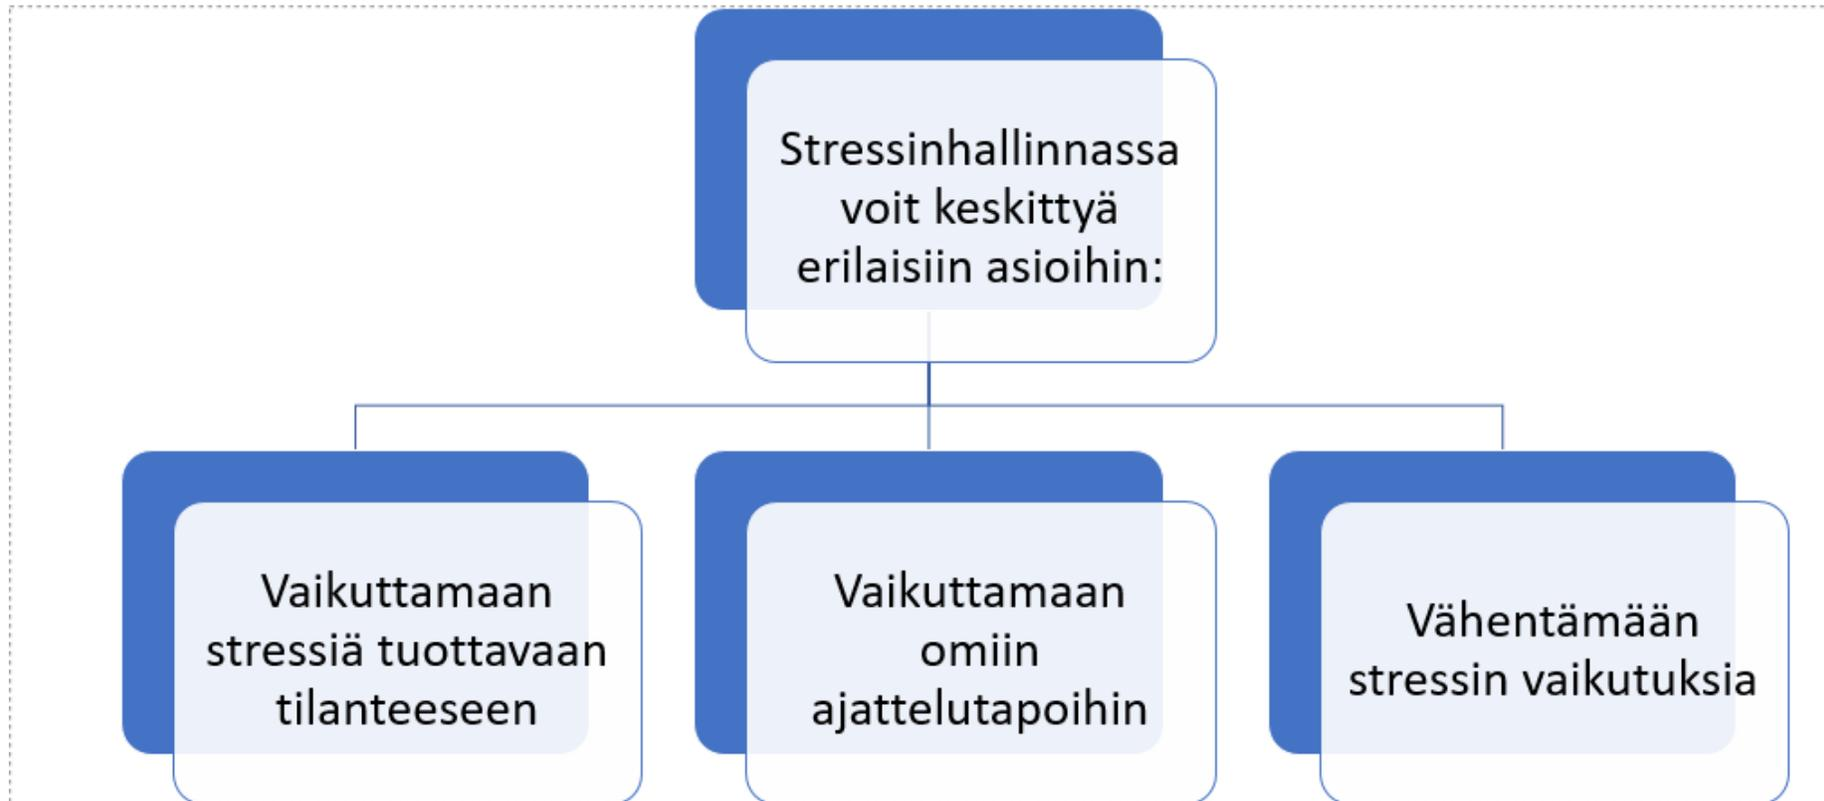 Stressinhallinnassa
voit keskittyä
erilaisiin asioihin:
Vaikuttamaan
stressiä tuottavaan
tilanteeseen
Vaikuttamaan
omiin
ajattelutapoihin
Vähentämään
stressin vaikutuksia